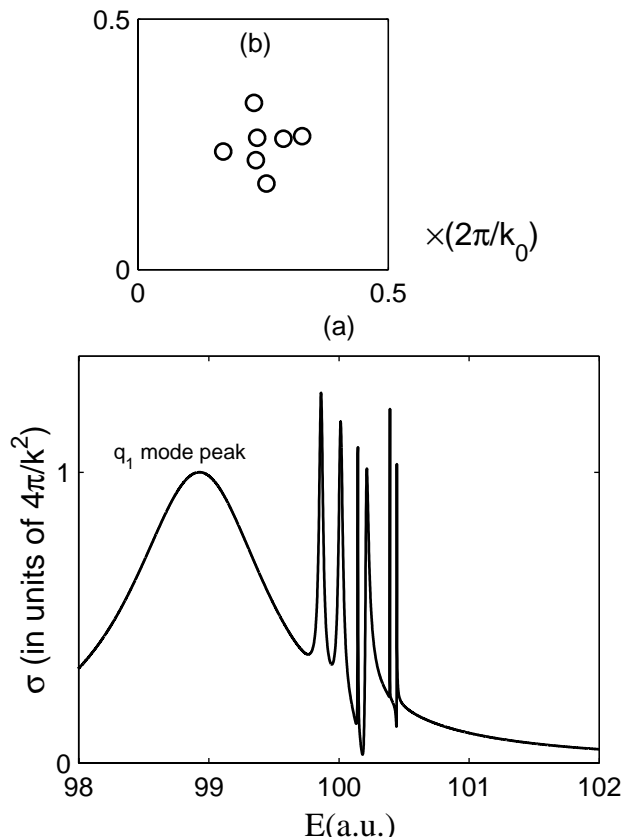 0.5
(b)
0
0
0.5
×(2π/k₀)
(a)
q₁ mode peak
1
0
σ (in units of 4π/k²)
98
99
100
101
102
E(a.u.)